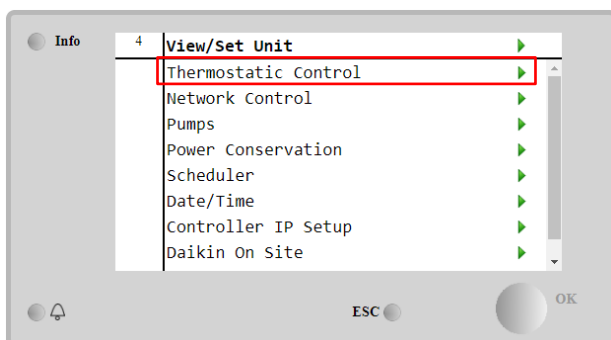 Info
4 View/Set Unit
Thermostatic Control
Network Control
Pumps
Power Conservation
Scheduler
Date/Time
Controller IP Setup
Daikin On Site
ESC
OK